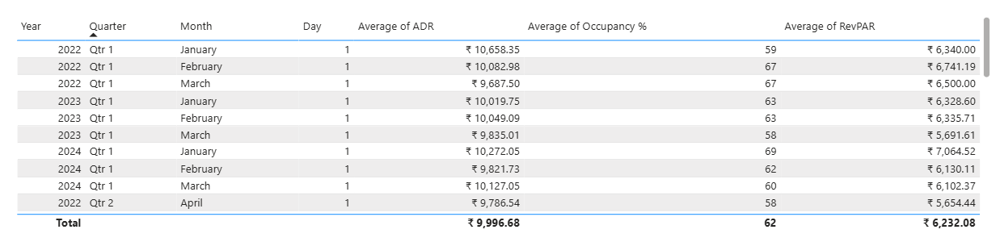 Year Quarter Month Day Average of ADR Average of Occupancy % Average of RevPAR
2022 Qtr 1 January 1 ₹ 10,658.35 59 ₹ 6,340.00
2022 Qtr 1 February 1 ₹ 10,082.98 67 ₹ 6,741.19
2022 Qtr 1 March 1 ₹ 9,687.50 67 ₹ 6,500.00
2023 Qtr 1 January 1 ₹ 10,019.75 63 ₹ 6,328.60
2023 Qtr 1 February 1 ₹ 10,049.09 63 ₹ 6,335.71
2023 Qtr 1 March 1 ₹ 9,835.01 58 ₹ 5,691.61
2024 Qtr 1 January 1 ₹ 10,272.05 69 ₹ 7,064.52
2024 Qtr 1 February 1 ₹ 9,821.73 62 ₹ 6,130.11
2024 Qtr 1 March 1 ₹ 10,127.05 60 ₹ 6,102.37
2022 Qtr 2 April 1 ₹ 9,786.54 58 ₹ 5,654.44
Total ₹ 9,996.68 62 ₹ 6,232.08